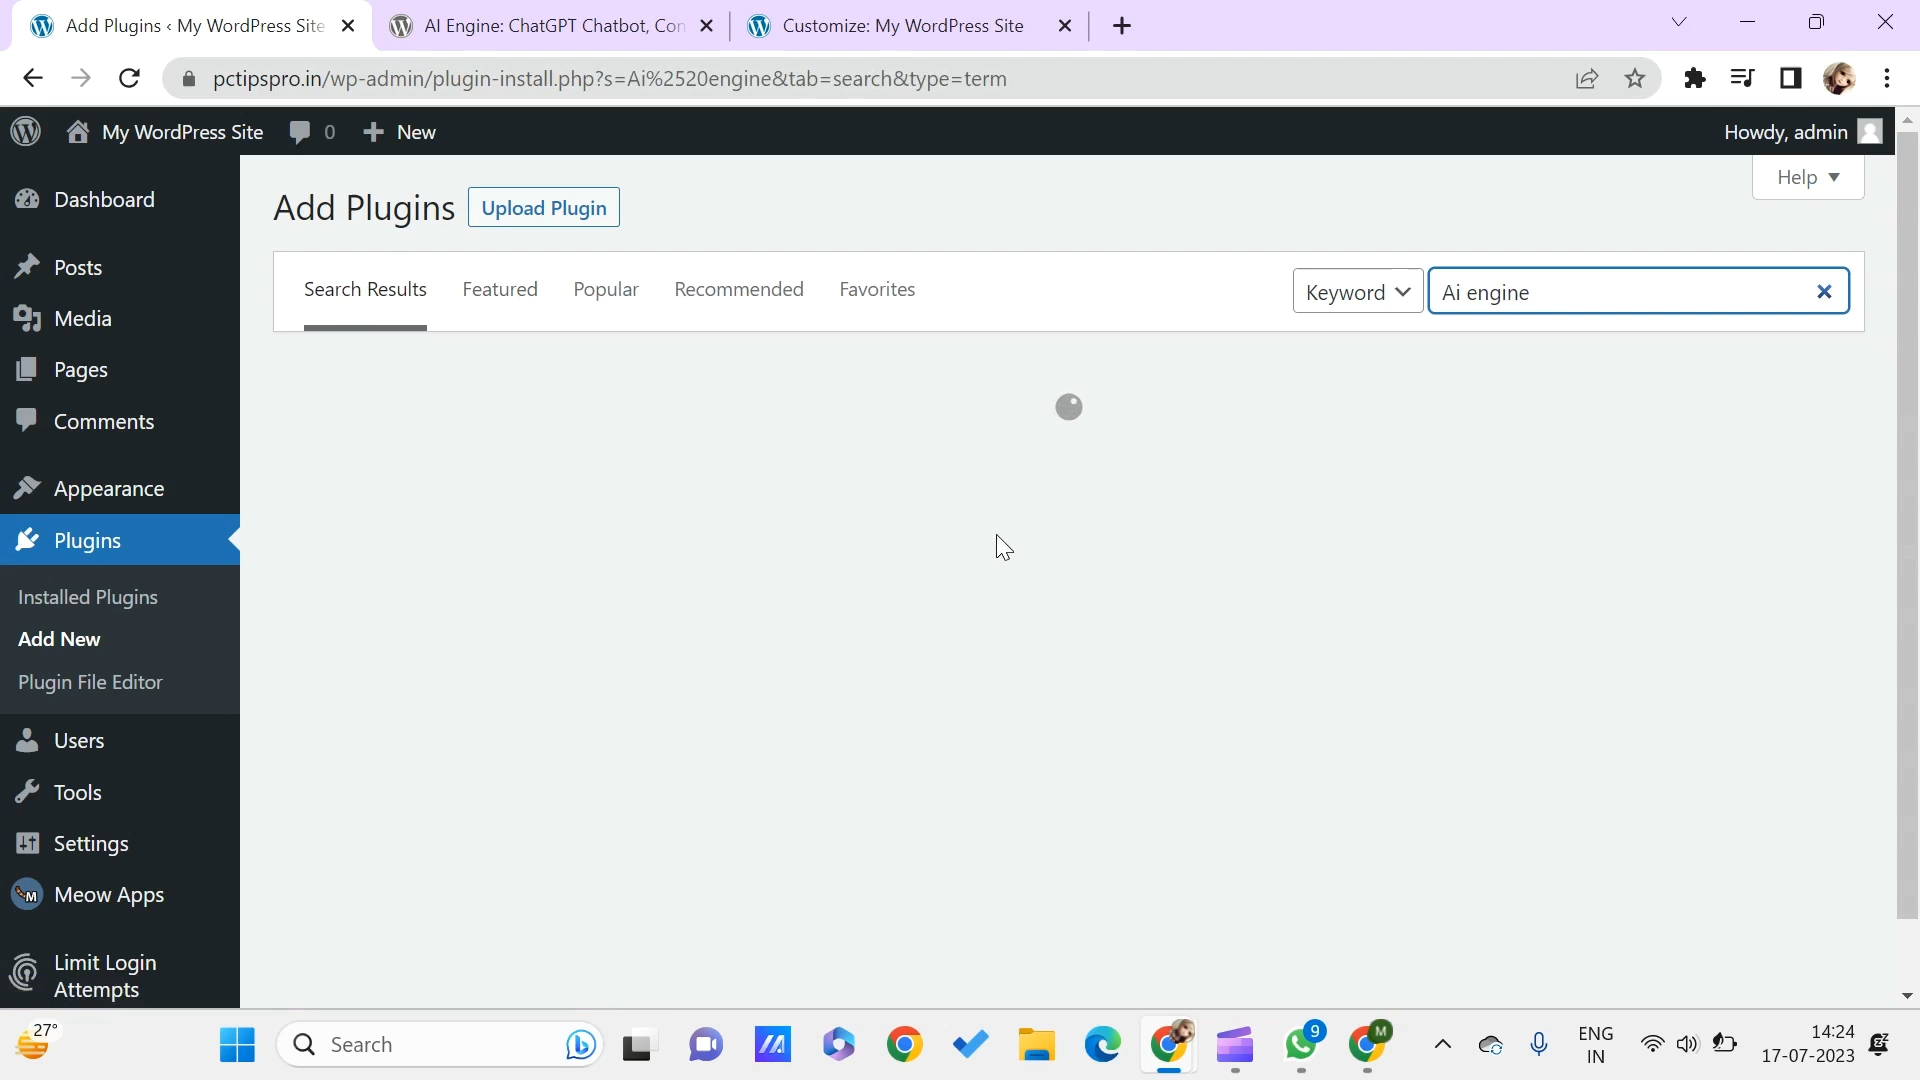 Add Plugins ‹ My WordPress Site
AI Engine: ChatGPT Chatbot, Con
Customize: My WordPress Site
pctipspro.in/wp-admin/plugin-install.php?s=Ai%2520engine&tab=search&type=term
My WordPress Site
0
New
Howdy, admin
Dashboard
Posts
Media
Pages
Comments
Appearance
Plugins
Installed Plugins
Add New
Plugin File Editor
Users
Tools
Settings
Meow Apps
Limit Login
Attempts
Help
Add Plugins
Upload Plugin
Search Results
Featured
Popular
Recommended
Favorites
Keyword
Ai engine
27°
Search
9
M
ENG
IN
14:24
17-07-2023